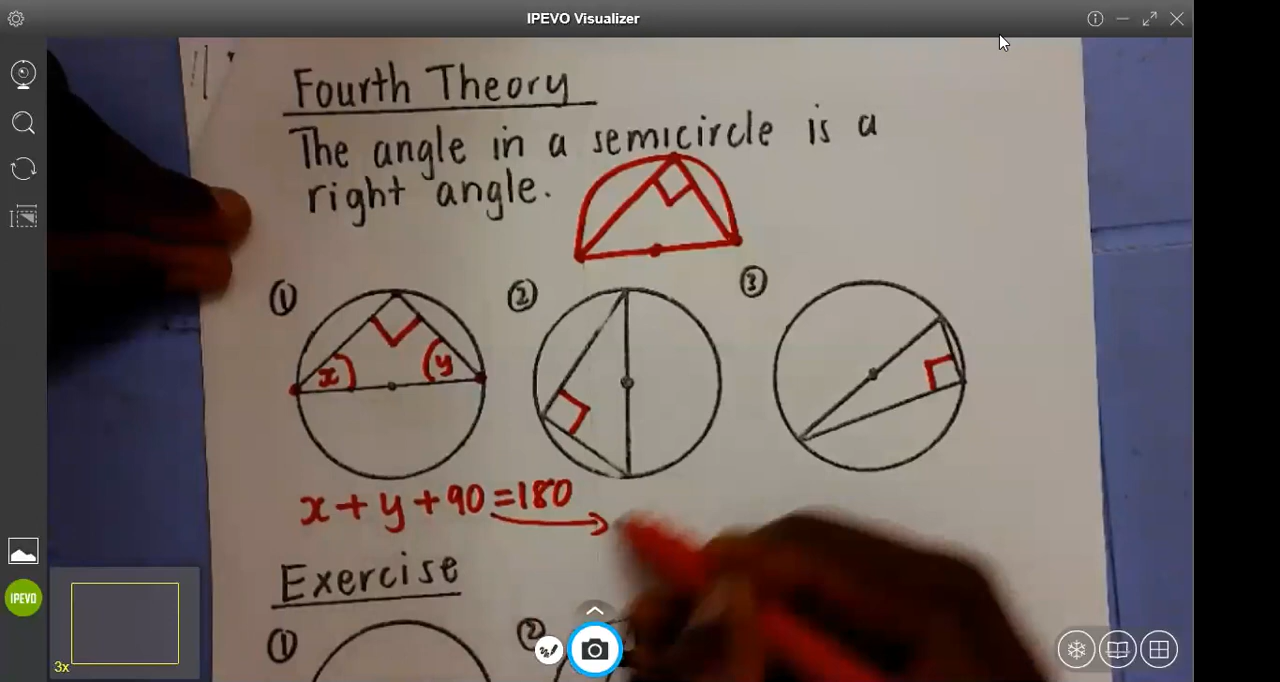 IPEVO Visualizer
Fourth Theory
The angle in a semicircle is a
right angle.
① ② ③
x y
x + y + 90 = 180
Exercise
① ②
IPEVO
3x